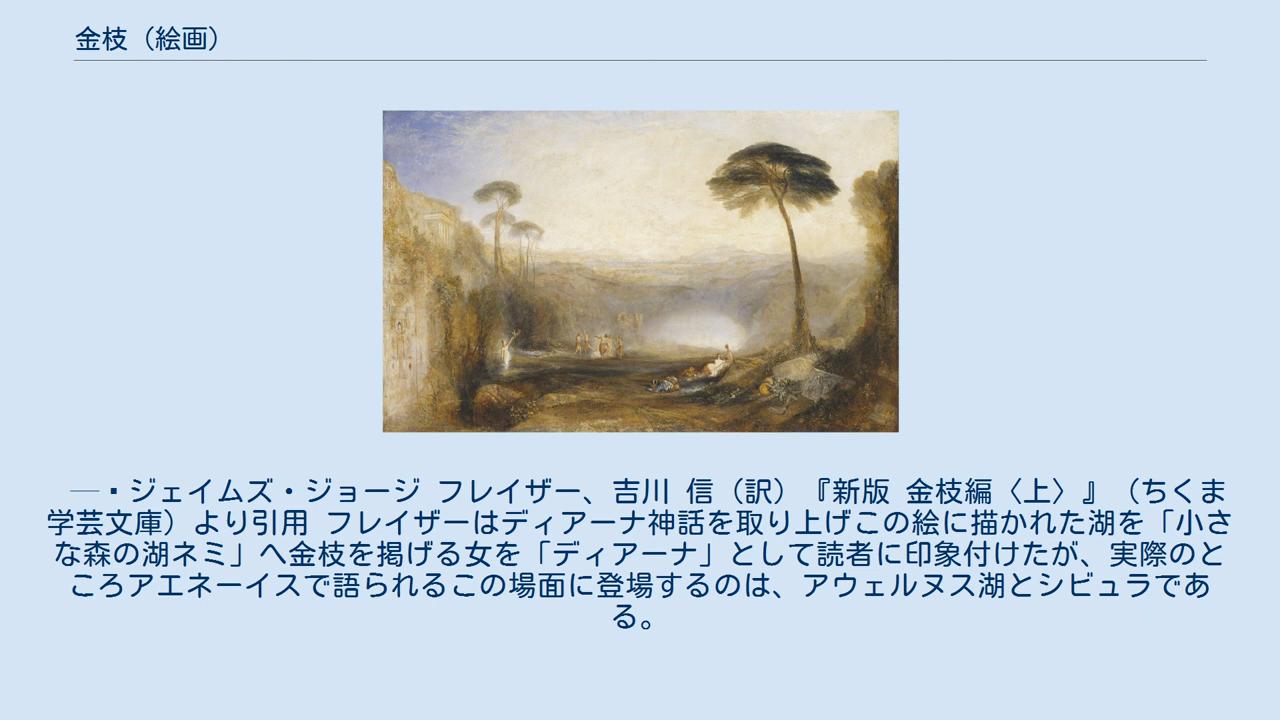 金枝（絵画）
―▪ジェイムズ・ジョージ フレイザー、吉川 信（訳）『新版 金枝編〈上〉』（ちくま
学芸文庫）より引用 フレイザーはディアーナ神話を取り上げこの絵に描かれた湖を「小さ
な森の湖ネミ」へ金枝を掲げる女を「ディアーナ」として読者に印象付けたが、実際のと
ころアエネーイスで語られるこの場面に登場するのは、アウェルヌス湖とシビュラであ
る。